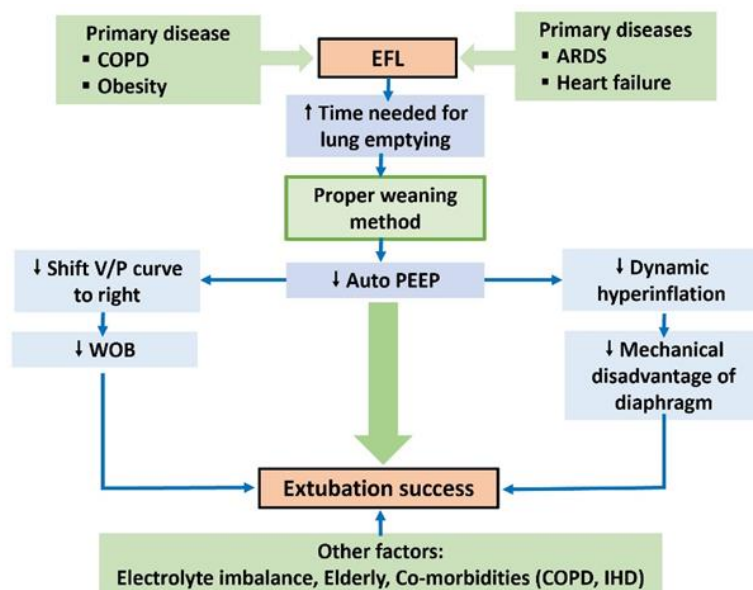 Primary disease
▪ COPD
▪ Obesity
EFL
Primary diseases
▪ ARDS
▪ Heart failure
↑ Time needed for
lung emptying
Proper weaning
method
↓ Shift V/P curve
to right
↓ Auto PEEP
↓ Dynamic
hyperinflation
↓ WOB
↓ Mechanical
disadvantage of
diaphragm
Extubation success
Other factors:
Electrolyte imbalance, Elderly, Co-morbidities (COPD, IHD)